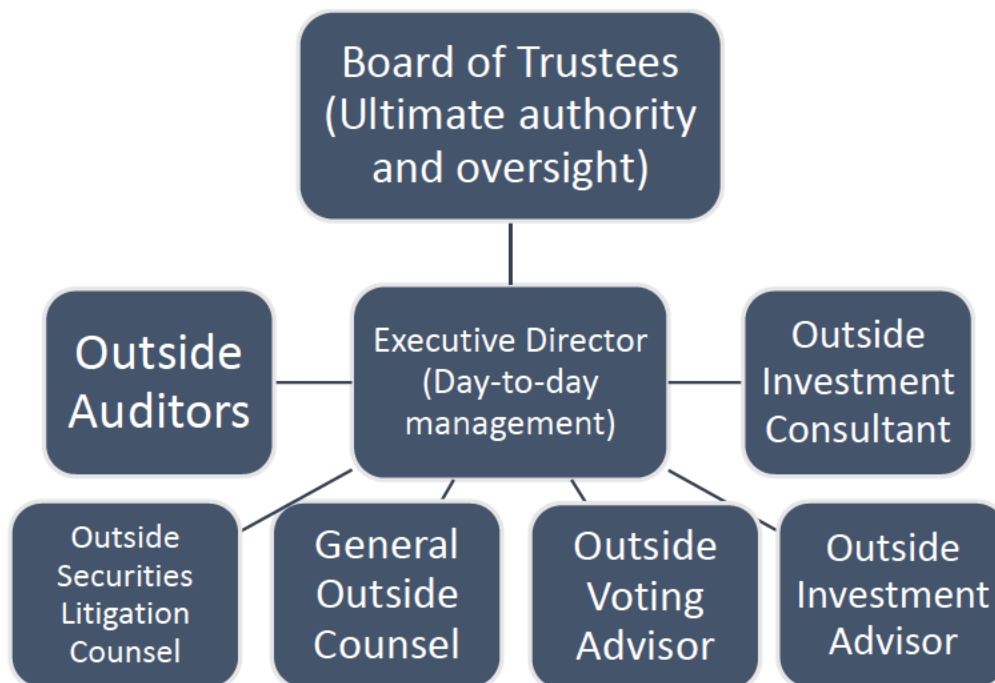 Board of Trustees
(Ultimate authority
and oversight)
Outside
Auditors
Executive Director
(Day-to-day
management)
Outside
Investment
Consultant
Outside
Securities
Litigation
Counsel
General
Outside
Counsel
Outside
Voting
Advisor
Outside
Investment
Advisor